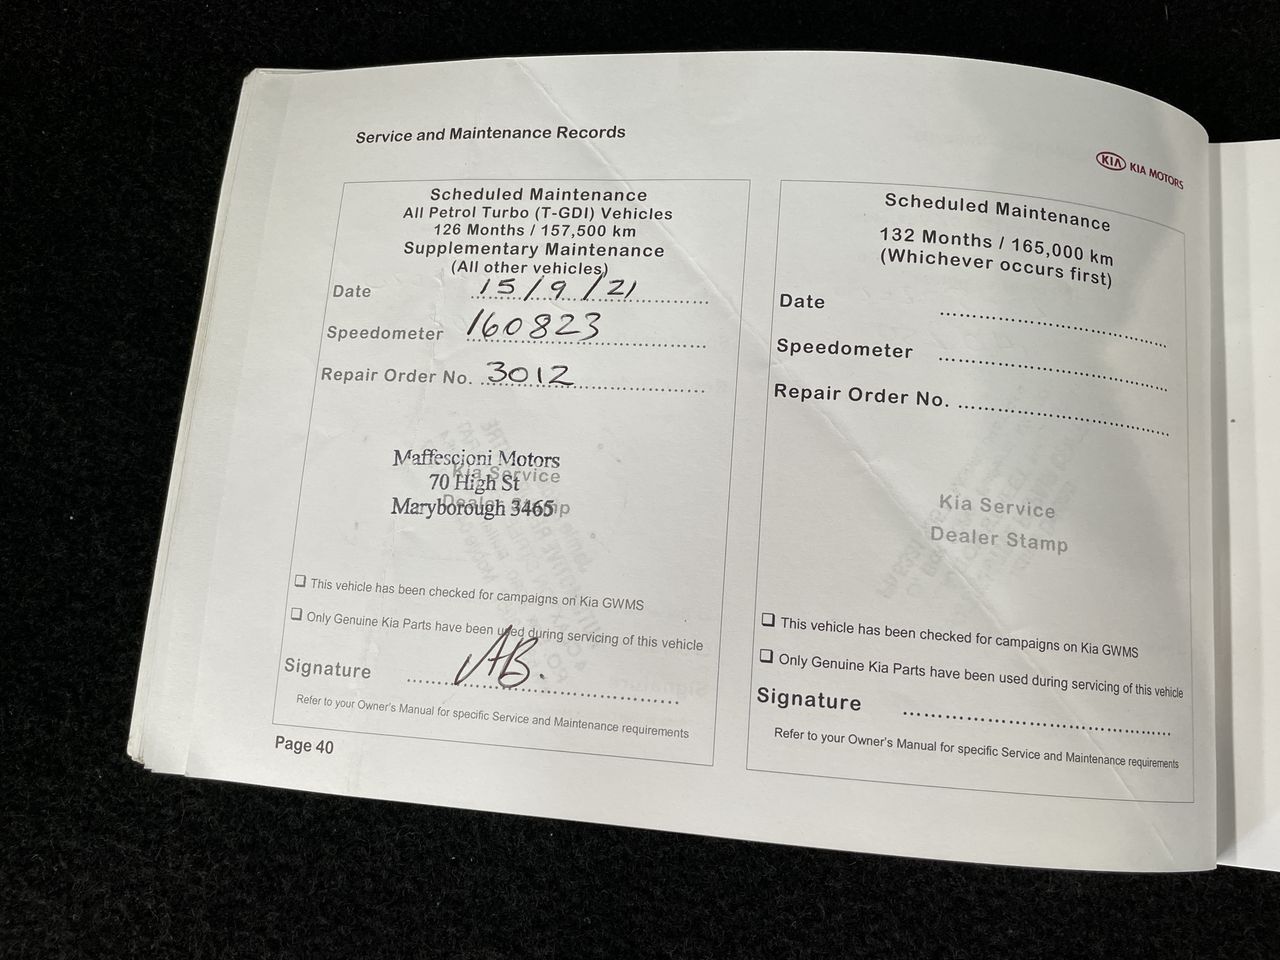 Service and Maintenance Records
KIA KIA MOTORS
Scheduled Maintenance
All Petrol Turbo (T-GDI) Vehicles
126 Months / 157,500 km
Supplementary Maintenance
(All other vehicles)
Date 15/9/21
Speedometer 160823
Repair Order No. 3012
Maffescioni Motors
Kia Service
70 High St
Dealer Stamp
Maryborough 3465
❑ This vehicle has been checked for campaigns on Kia GWMS
❑ Only Genuine Kia Parts have been used during servicing of this vehicle
Signature AB.
Refer to your Owner's Manual for specific Service and Maintenance requirements
Page 40
Scheduled Maintenance
132 Months / 165,000 km
(Whichever occurs first)
Date
Speedometer
Repair Order No.
Kia Service
Dealer Stamp
❑ This vehicle has been checked for campaigns on Kia GWMS
❑ Only Genuine Kia Parts have been used during servicing of this vehicle
Signature
Refer to your Owner's Manual for specific Service and Maintenance requirements